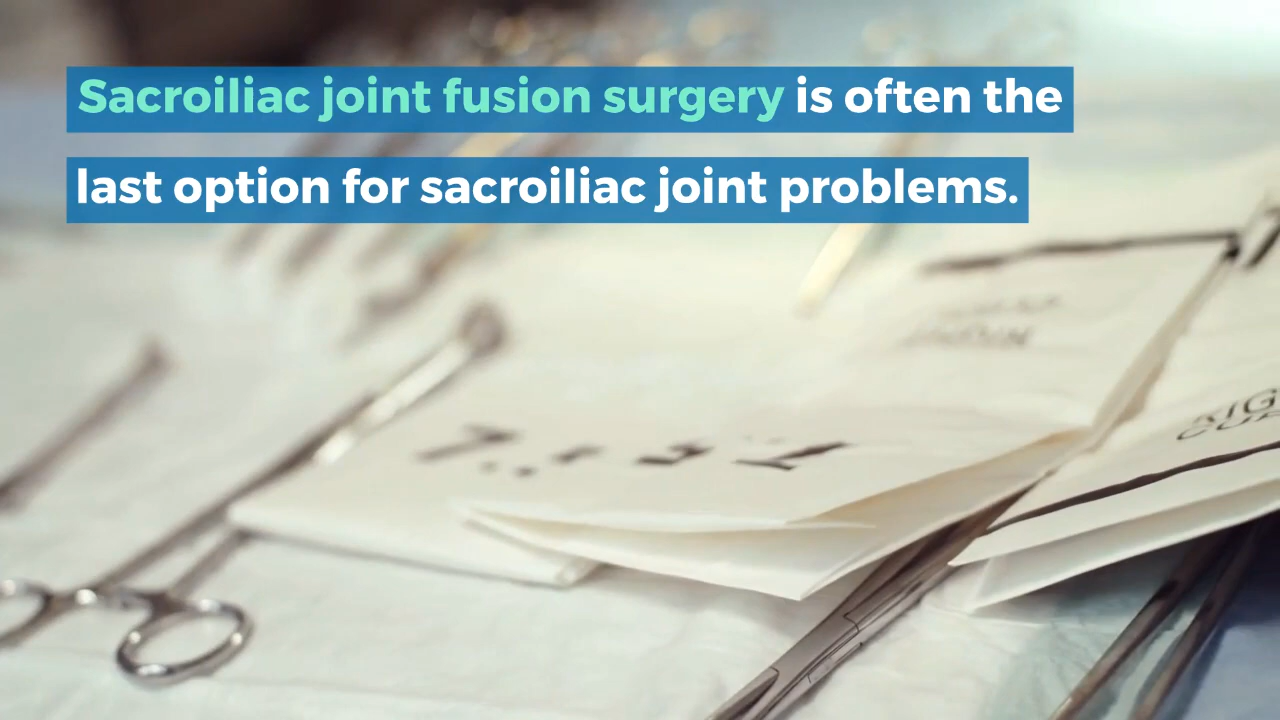 Sacroiliac joint fusion surgery is often the
last option for sacroiliac joint problems.